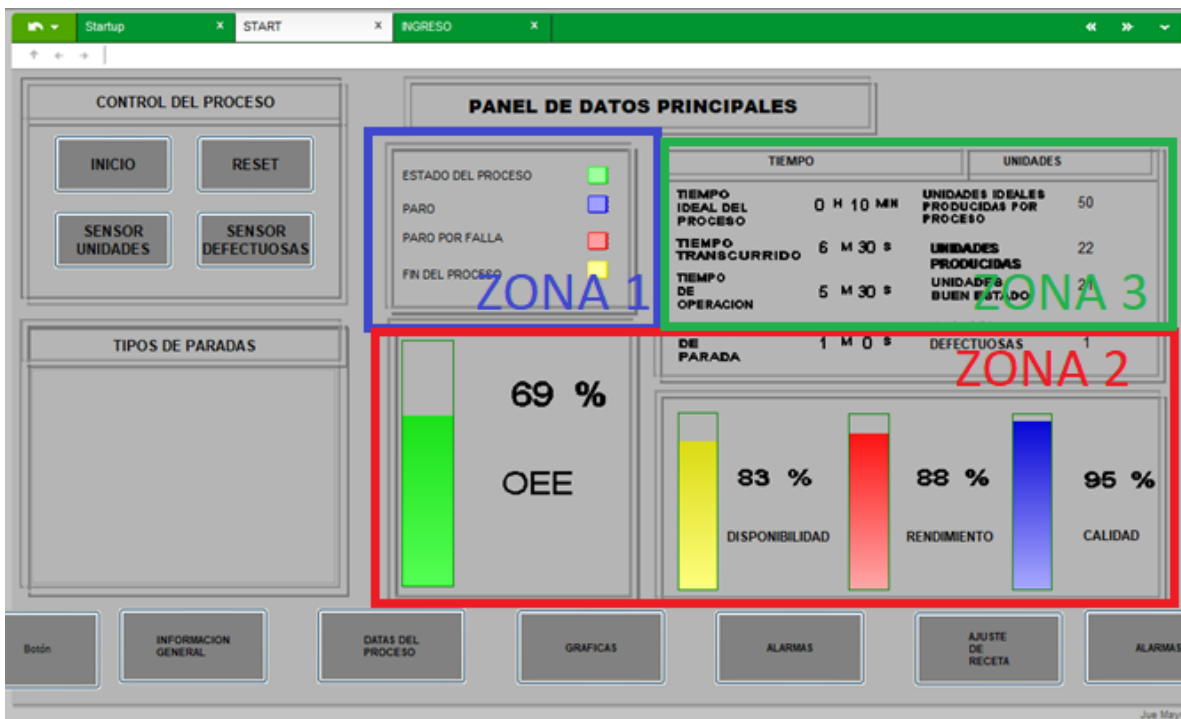 Startup x START x INGRESO x
CONTROL DEL PROCESO
INICIO RESET
SENSOR UNIDADES SENSOR DEFECTUOSAS
TIPOS DE PARADAS
PANEL DE DATOS PRINCIPALES
ESTADO DEL PROCESO
PARO
PARO POR FALLA
FIN DEL PROCESO
ZONA 1
TIEMPO UNIDADES
TIEMPO IDEAL DEL PROCESO 0 H 10 MIN UNIDADES IDEALES PRODUCIDAS POR PROCESO 50
TIEMPO TRANSCURRIDO 6 M 30 S UNIDADES PRODUCIDAS 22
TIEMPO DE OPERACION 5 M 30 S UNIDADES BUEN ESTADO 21
ZONA 3
DE PARADA 1 M 0 S DEFECTUOSAS 1
ZONA 2
69 %
OEE
83 % 88 % 95 %
DISPONIBILIDAD RENDIMIENTO CALIDAD
Botón
INFORMACION GENERAL
DATAS DEL PROCESO
GRAFICAS
ALARMAS
AJUSTE DE RECETA
ALARMAS
Jue